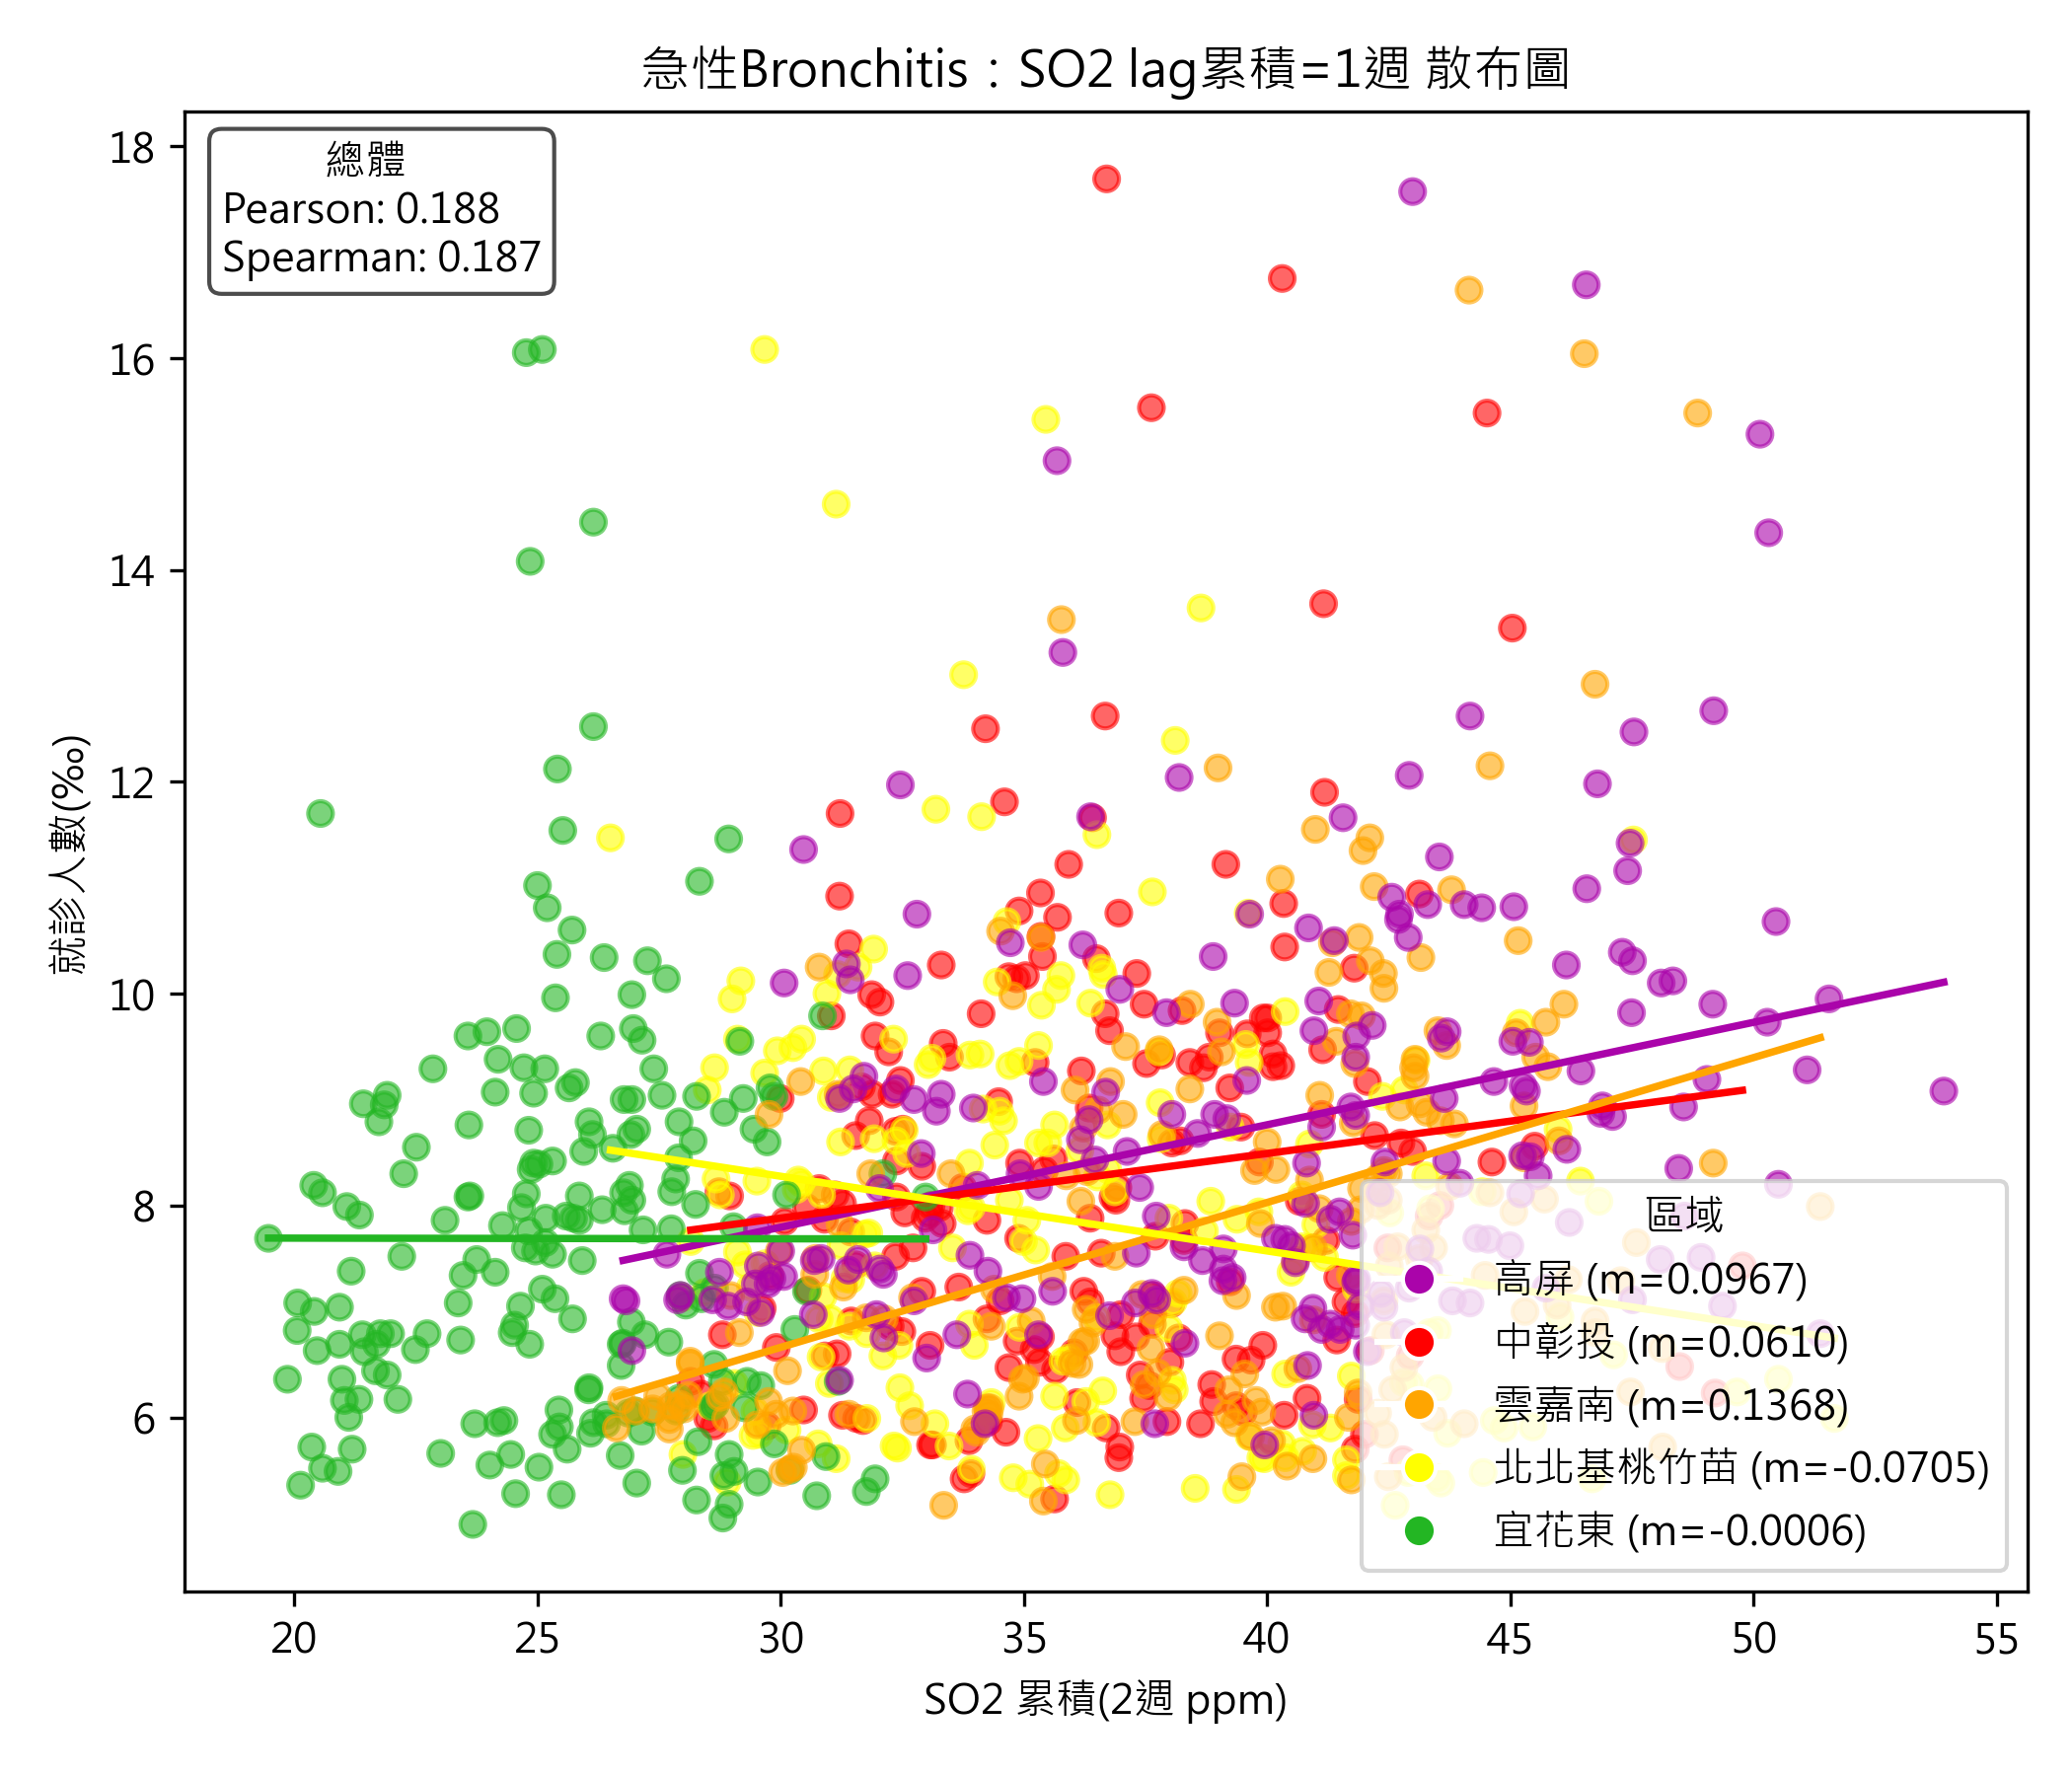 急性Bronchitis：SO2 lag累積=1週 散布圖
總體
Pearson: 0.188
Spearman: 0.187
18
16
14
12
10
8
6
就診人數(‰)
區域
高屏 (m=0.0967)
中彰投 (m=0.0610)
雲嘉南 (m=0.1368)
北北基桃竹苗 (m=-0.0705)
宜花東 (m=-0.0006)
20 25 30 35 40 45 50 55
SO2 累積(2週 ppm)